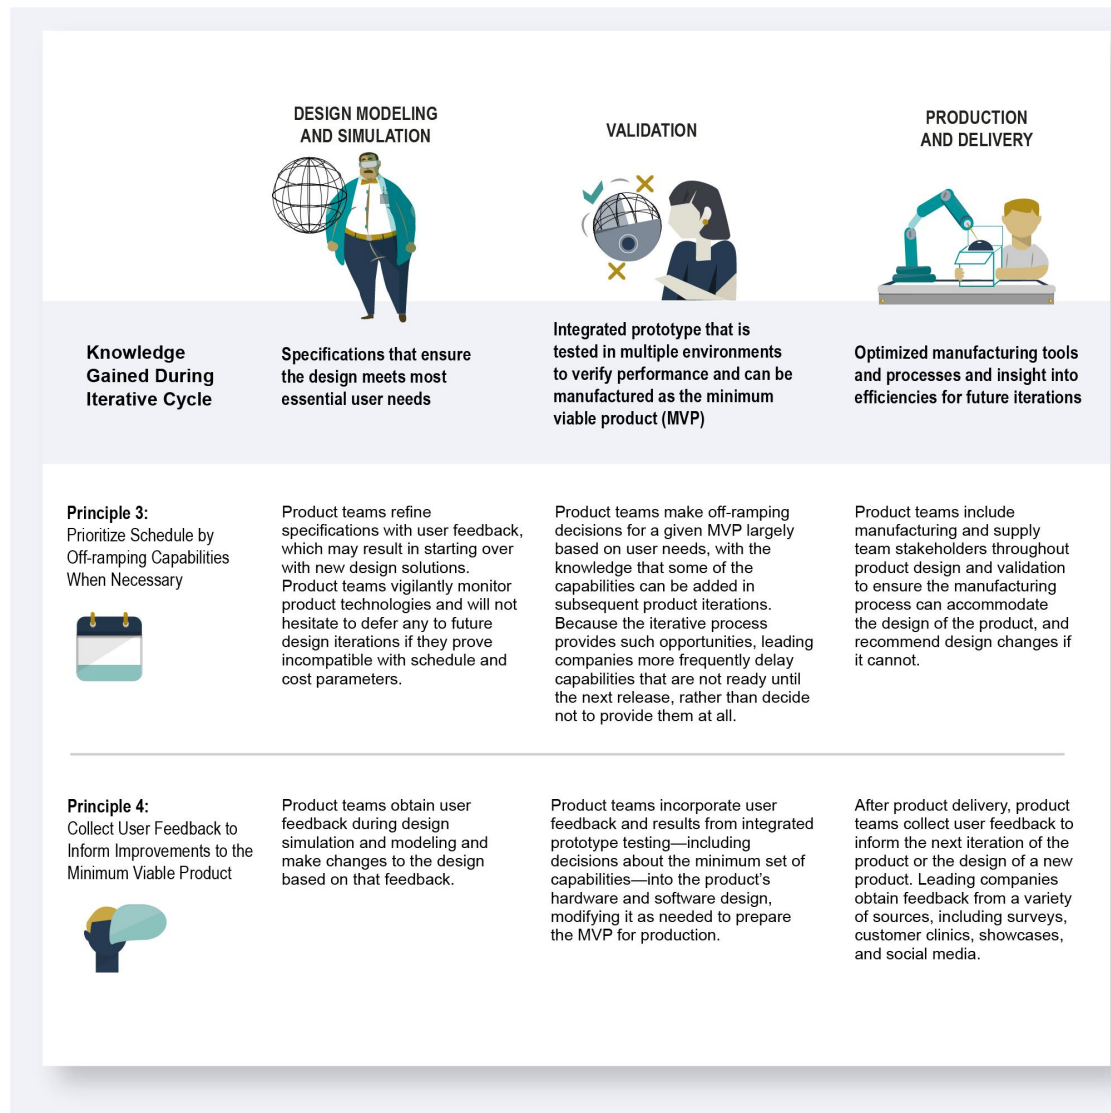 DESIGN MODELING
AND SIMULATION
VALIDATION
PRODUCTION
AND DELIVERY
Knowledge
Gained During
Iterative Cycle
Specifications that ensure
the design meets most
essential user needs
Integrated prototype that is
tested in multiple environments
to verify performance and can be
manufactured as the minimum
viable product (MVP)
Optimized manufacturing tools
and processes and insight into
efficiencies for future iterations
Principle 3:
Prioritize Schedule by
Off-ramping Capabilities
When Necessary
Product teams refine
specifications with user feedback,
which may result in starting over
with new design solutions.
Product teams vigilantly monitor
product technologies and will not
hesitate to defer any to future
design iterations if they prove
incompatible with schedule and
cost parameters.
Product teams make off-ramping
decisions for a given MVP largely
based on user needs, with the
knowledge that some of the
capabilities can be added in
subsequent product iterations.
Because the iterative process
provides such opportunities, leading
companies more frequently delay
capabilities that are not ready until
the next release, rather than decide
not to provide them at all.
Product teams include
manufacturing and supply
team stakeholders throughout
product design and validation
to ensure the manufacturing
process can accommodate
the design of the product, and
recommend design changes if
it cannot.
Principle 4:
Collect User Feedback to
Inform Improvements to the
Minimum Viable Product
Product teams obtain user
feedback during design
simulation and modeling and
make changes to the design
based on that feedback.
Product teams incorporate user
feedback and results from integrated
prototype testing—including
decisions about the minimum set of
capabilities—into the product's
hardware and software design,
modifying it as needed to prepare
the MVP for production.
After product delivery, product
teams collect user feedback to
inform the next iteration of the
product or the design of a new
product. Leading companies
obtain feedback from a variety
of sources, including surveys,
customer clinics, showcases,
and social media.